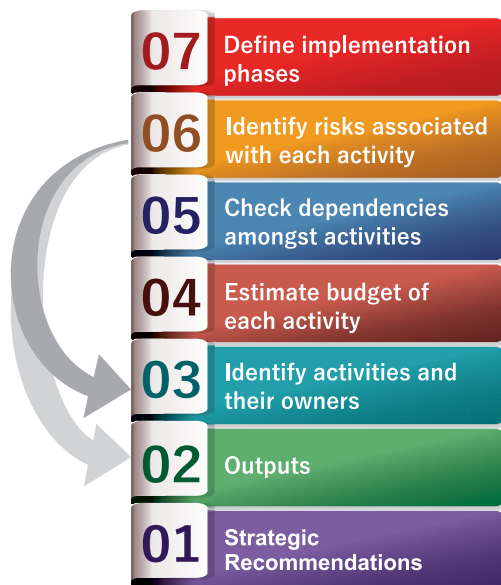 07
Define implementation
phases
06
Identify risks associated
with each activity
05
Check dependencies
amongst activities
04
Estimate budget of
each activity
03
Identify activities and
their owners
02
Outputs
01
Strategic
Recommendations